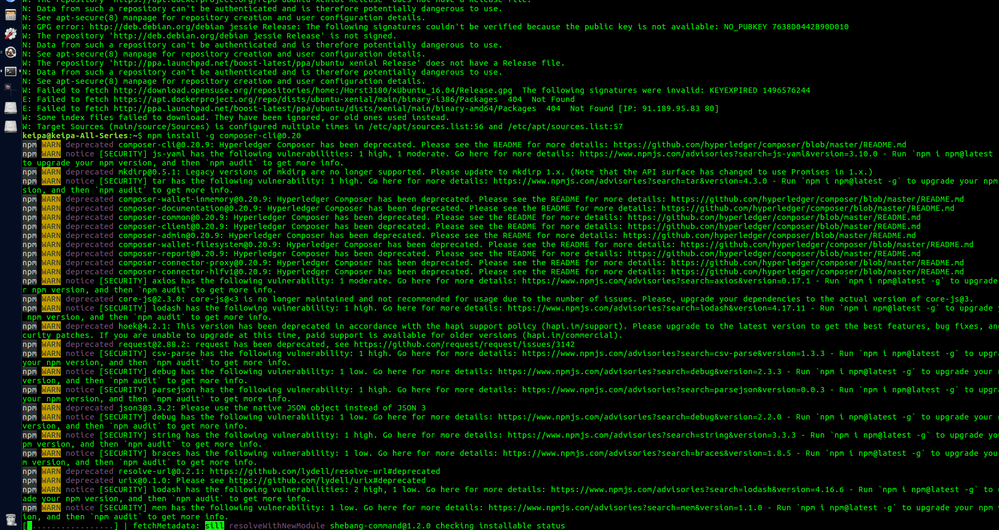 W: The repository 'https://apt.dockerproject.org/repo ubuntu-xenial Release' does not have a Release file.
N: Data from such a repository can't be authenticated and is therefore potentially dangerous to use.
N: See apt-secure(8) manpage for repository creation and user configuration details.
W: GPG error: http://deb.debian.org/debian jessie Release: The following signatures couldn't be verified because the public key is not available: NO_PUBKEY 7638D0442B90D010
W: The repository 'http://deb.debian.org/debian jessie Release' is not signed.
N: Data from such a repository can't be authenticated and is therefore potentially dangerous to use.
N: See apt-secure(8) manpage for repository creation and user configuration details.
W: The repository 'http://ppa.launchpad.net/boost-latest/ppa/ubuntu xenial Release' does not have a Release file.
N: Data from such a repository can't be authenticated and is therefore potentially dangerous to use.
N: See apt-secure(8) manpage for repository creation and user configuration details.
W: Failed to fetch http://download.opensuse.org/repositories/home:/Horst3180/xUbuntu_16.04/Release.gpg  The following signatures were invalid: KEYEXPIRED 1496576244
E: Failed to fetch https://apt.dockerproject.org/repo/dists/ubuntu-xenial/main/binary-i386/Packages  404  Not Found
E: Failed to fetch http://ppa.launchpad.net/boost-latest/ppa/ubuntu/dists/xenial/main/binary-amd64/Packages  404  Not Found [IP: 91.189.95.83 80]
W: Some index files failed to download. They have been ignored, or old ones used instead.
W: Target Sources (main/source/Sources) is configured multiple times in /etc/apt/sources.list:56 and /etc/apt/sources.list:57
keipa@keipa-All-Series:~$ npm install -g composer-cli@0.20
npm WARN deprecated composer-cli@0.20.9: Hyperledger Composer has been deprecated. Please see the README for more details: https://github.com/hyperledger/composer/blob/master/README.md
npm WARN notice [SECURITY] js-yaml has the following vulnerabilities: 1 high, 1 moderate. Go here for more details: https://www.npmjs.com/advisories?search=js-yaml&version=3.10.0 - Run `npm i npm@latest
to upgrade your npm version, and then `npm audit` to get more info.
npm WARN deprecated mkdirp@0.5.1: Legacy versions of mkdirp are no longer supported. Please update to mkdirp 1.x. (Note that the API surface has changed to use Promises in 1.x.)
npm WARN notice [SECURITY] tar has the following vulnerability: 1 high. Go here for more details: https://www.npmjs.com/advisories?search=tar&version=4.3.0 - Run `npm i npm@latest -g` to upgrade your npm
sion, and then `npm audit` to get more info.
npm WARN deprecated composer-wallet-inmemory@0.20.9: Hyperledger Composer has been deprecated. Please see the README for more details: https://github.com/hyperledger/composer/blob/master/README.md
npm WARN deprecated composer-documentation@0.20.9: Hyperledger Composer has been deprecated. Please see the README for more details: https://github.com/hyperledger/composer/blob/master/README.md
npm WARN deprecated composer-common@0.20.9: Hyperledger Composer has been deprecated. Please see the README for more details: https://github.com/hyperledger/composer/blob/master/README.md
npm WARN deprecated composer-client@0.20.9: Hyperledger Composer has been deprecated. Please see the README for more details: https://github.com/hyperledger/composer/blob/master/README.md
npm WARN deprecated composer-admin@0.20.9: Hyperledger Composer has been deprecated. Please see the README for more details: https://github.com/hyperledger/composer/blob/master/README.md
npm WARN deprecated composer-wallet-filesystem@0.20.9: Hyperledger Composer has been deprecated. Please see the README for more details: https://github.com/hyperledger/composer/blob/master/README.md
npm WARN deprecated composer-report@0.20.9: Hyperledger Composer has been deprecated. Please see the README for more details: https://github.com/hyperledger/composer/blob/master/README.md
npm WARN deprecated composer-connector-proxy@0.20.9: Hyperledger Composer has been deprecated. Please see the README for more details: https://github.com/hyperledger/composer/blob/master/README.md
npm WARN deprecated composer-connector-hlfv1@0.20.9: Hyperledger Composer has been deprecated. Please see the README for more details: https://github.com/hyperledger/composer/blob/master/README.md
npm WARN notice [SECURITY] axios has the following vulnerability: 1 moderate. Go here for more details: https://www.npmjs.com/advisories?search=axios&version=0.17.1 - Run `npm i npm@latest -g` to upgrade
r npm version, and then `npm audit` to get more info.
npm WARN deprecated core-js@2.3.0: core-js@<3 is no longer maintained and not recommended for usage due to the number of issues. Please, upgrade your dependencies to the actual version of core-js@3.
npm WARN notice [SECURITY] lodash has the following vulnerability: 1 high. Go here for more details: https://www.npmjs.com/advisories?search=lodash&version=4.17.11 - Run `npm i npm@latest -g` to upgrade y
npm version, and then `npm audit` to get more info.
npm WARN deprecated hoek@4.2.1: This version has been deprecated in accordance with the hapi support policy (hapi.im/support). Please upgrade to the latest version to get the best features, bug fixes, an
curity patches. If you are unable to upgrade at this time, paid support is available for older versions (hapi.im/commercial).
npm WARN deprecated request@2.88.2: request has been deprecated, see https://github.com/request/request/issues/3142
npm WARN notice [SECURITY] csv-parse has the following vulnerability: 1 high. Go here for more details: https://www.npmjs.com/advisories?search=csv-parse&version=1.3.3 - Run `npm i npm@latest -g` to upgr
your npm version, and then `npm audit` to get more info.
npm WARN notice [SECURITY] debug has the following vulnerability: 1 low. Go here for more details: https://www.npmjs.com/advisories?search=debug&version=2.3.3 - Run `npm i npm@latest -g` to upgrade your
version, and then `npm audit` to get more info.
npm WARN notice [SECURITY] parsejson has the following vulnerability: 1 high. Go here for more details: https://www.npmjs.com/advisories?search=parsejson&version=0.0.3 - Run `npm i npm@latest -g` to upgr
your npm version, and then `npm audit` to get more info.
npm WARN deprecated json3@3.3.2: Please use the native JSON object instead of JSON 3
npm WARN notice [SECURITY] debug has the following vulnerability: 1 low. Go here for more details: https://www.npmjs.com/advisories?search=debug&version=2.2.0 - Run `npm i npm@latest -g` to upgrade your
version, and then `npm audit` to get more info.
npm WARN notice [SECURITY] string has the following vulnerability: 1 high. Go here for more details: https://www.npmjs.com/advisories?search=string&version=3.3.3 - Run `npm i npm@latest -g` to upgrade yo
pm version, and then `npm audit` to get more info.
npm WARN notice [SECURITY] braces has the following vulnerability: 1 low. Go here for more details: https://www.npmjs.com/advisories?search=braces&version=1.8.5 - Run `npm i npm@latest -g` to upgrade you
m version, and then `npm audit` to get more info.
npm WARN deprecated resolve-url@0.2.1: https://github.com/lydell/resolve-url#deprecated
npm WARN deprecated urix@0.1.0: Please see https://github.com/lydell/urix#deprecated
npm WARN notice [SECURITY] lodash has the following vulnerabilities: 2 high, 1 low. Go here for more details: https://www.npmjs.com/advisories?search=lodash&version=4.16.6 - Run `npm i npm@latest -g` to u
ade your npm version, and then `npm audit` to get more info.
npm WARN notice [SECURITY] mem has the following vulnerability: 1 low. Go here for more details: https://www.npmjs.com/advisories?search=mem&version=1.1.0 - Run `npm i npm@latest -g` to upgrade your npm v
ion, and then `npm audit` to get more info.
[ .................] | fetchMetadata: sill resolveWithNewModule shebang-command@1.2.0 checking installable status